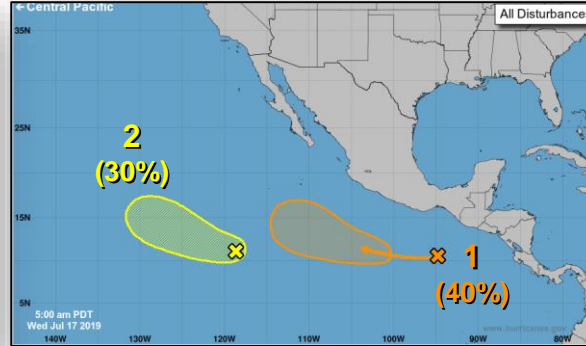 ←Central Pacific
All Disturbances
35N
30N
25N
2
(30%)
15N
1
(40%)
5N
5:00 am PDT
Wed Jul 17 2019
www.hurricanes.gov
140W
130W
120W
110W
100W
90W
80W